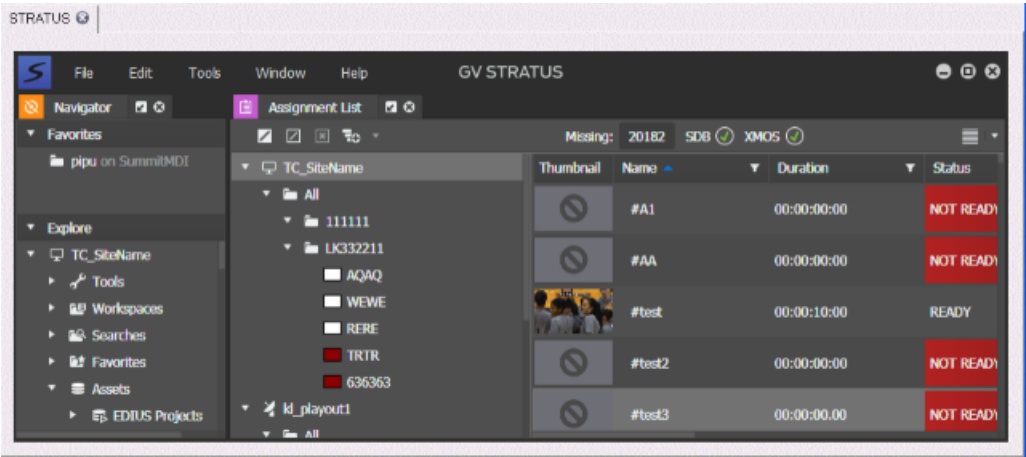 STRATUS
File Edit Tools Window Help GV STRATUS
Navigator
Assignment List
Favorites
pipu on SummitMDI
Explore
TC_SiteName
Tools
Workspaces
Searches
Favorites
Assets
EDIUS Projects
Missing: 20182 SDB XMOS
TC_SiteName
All
111111
LK332211
AQAQ
WEWE
RERE
TRTR
636363
kl_playout1
All
Thumbnail Name Duration Status
#A1 00:00:00:00 NOT READY
#AA 00:00:00:00 NOT READY
#test 00:00:10:00 READY
#test2 00:00:00:00 NOT READY
#test3 00:00:00.00 NOT READY